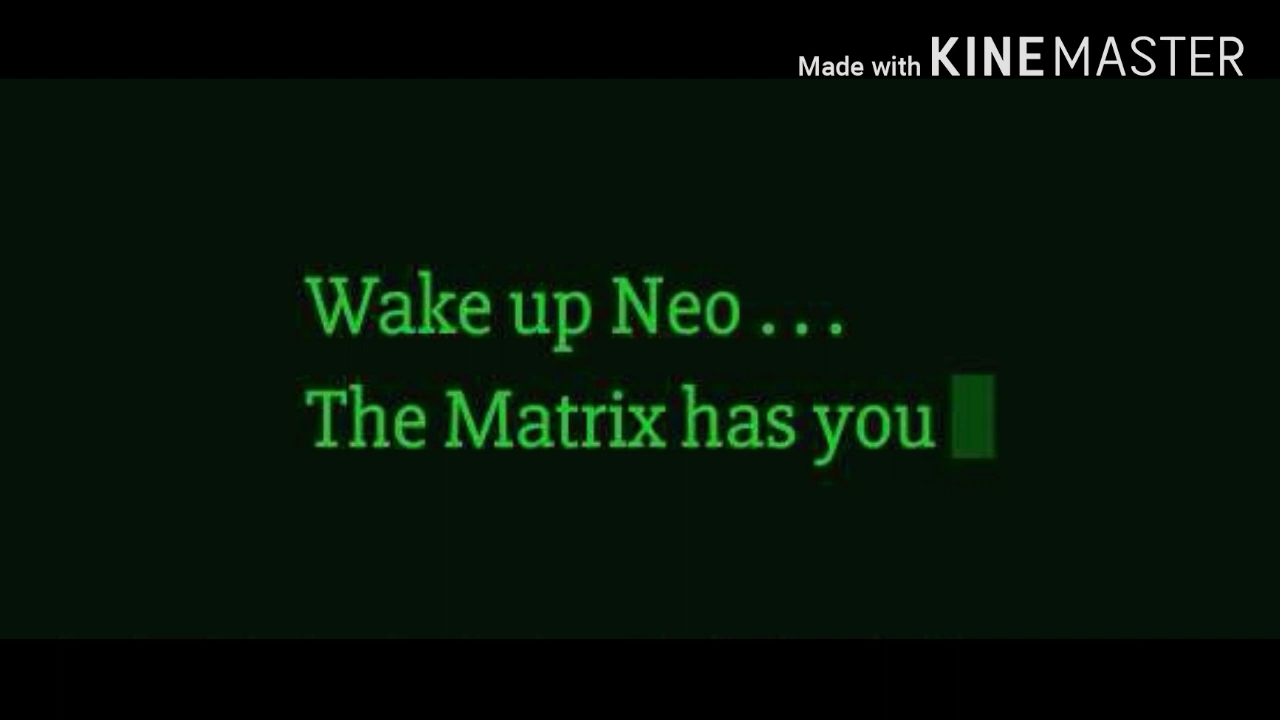 Made with KINEMASTER
Wake up Neo . . .
The Matrix has you